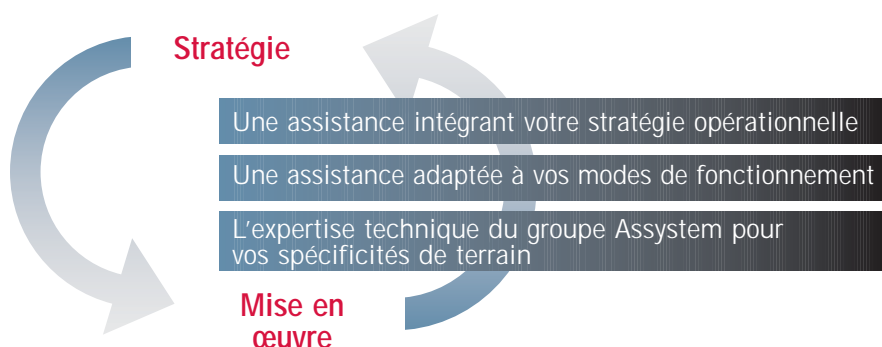 Stratégie
Une assistance intégrant votre stratégie opérationnelle
Une assistance adaptée à vos modes de fonctionnement
L'expertise technique du groupe Assystem pour
vos spécificités de terrain
Mise en
œuvre